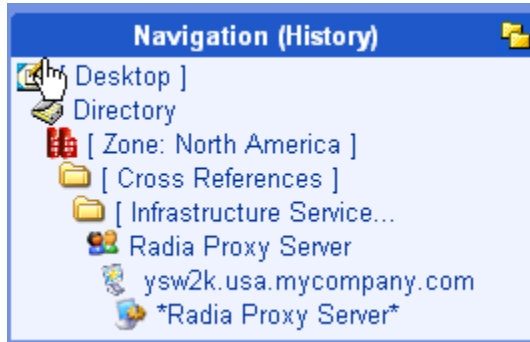 Navigation (History)
[ Desktop ]
Directory
[ Zone: North America ]
[ Cross References ]
[ Infrastructure Service...
Radia Proxy Server
ysw2k.usa.mycompany.com
*Radia Proxy Server*